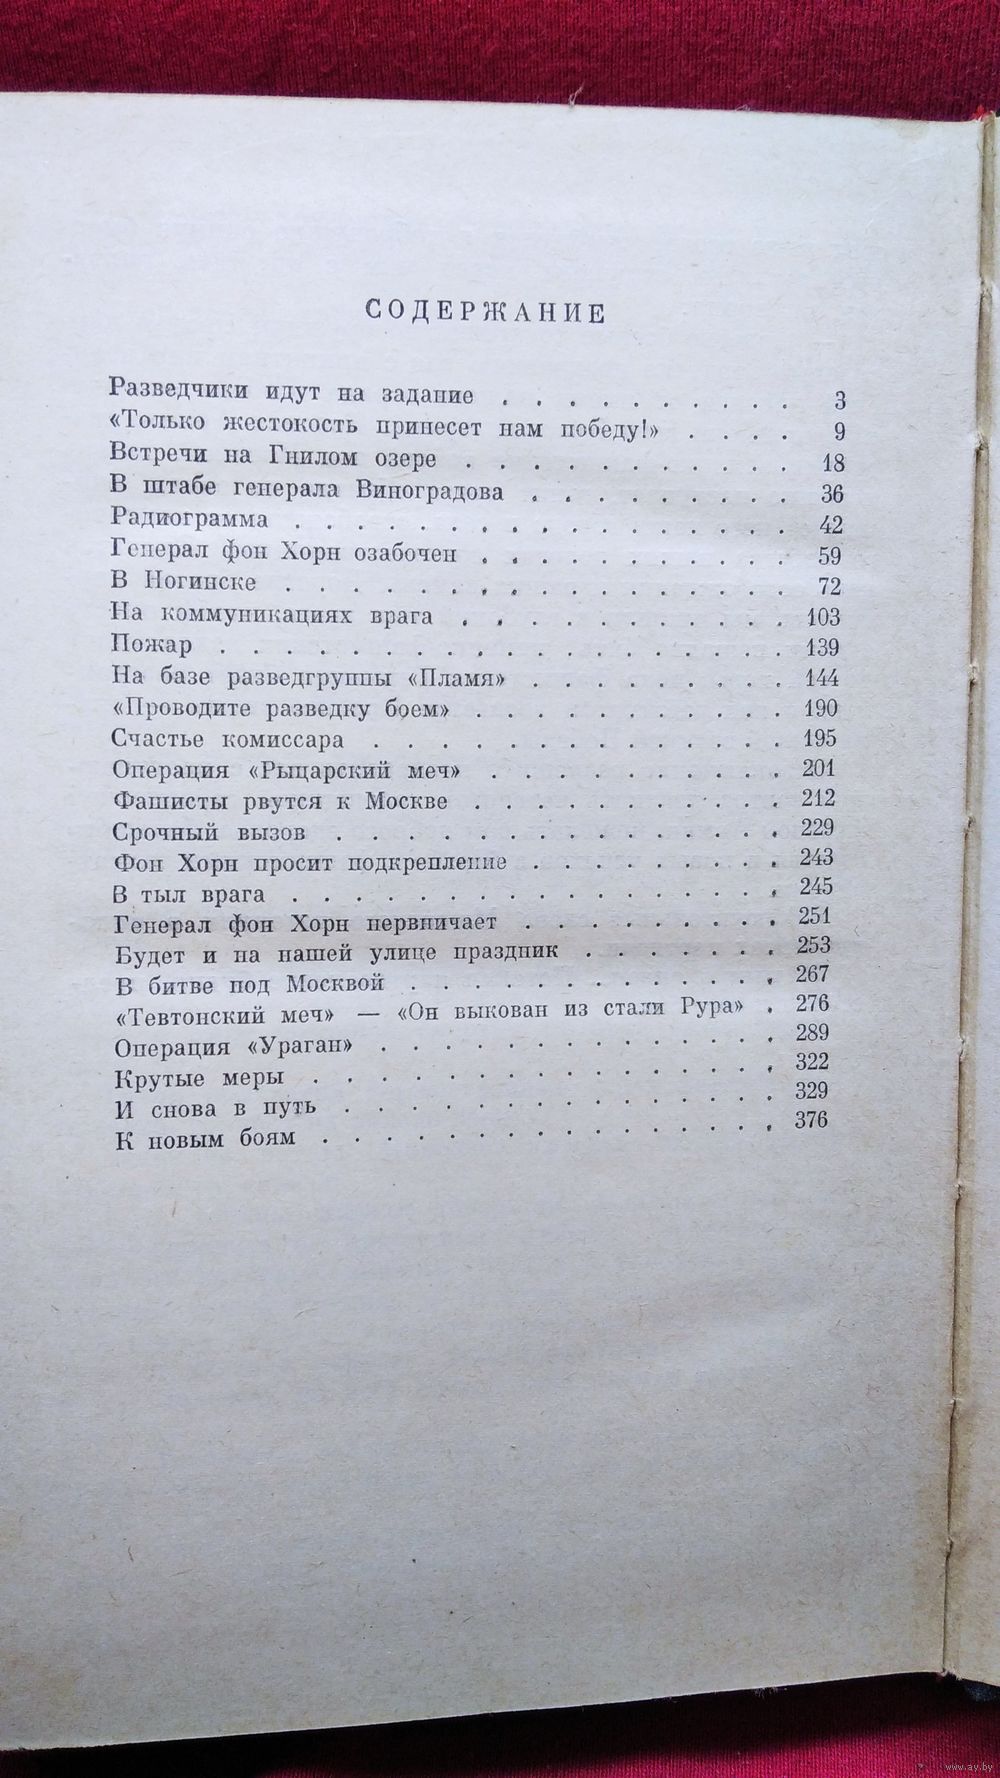 СОДЕРЖАНИЕ
Разведчики идут на задание . . . . . . . . . 3
«Только жестокость принесет нам победу!» . . . . 9
Встречи на Гнилом озере . . . . . . . . . . 18
В штабе генерала Виноградова . . . . . . . . 36
Радиограмма . . . . . . . . . . . . . . . 42
Генерал фон Хорн озабочен . . . . . . . . . . 59
В Ногинске . . . . . . . . . . . . . . . . 72
На коммуникациях врага . . . . . . . . . . 103
Пожар . . . . . . . . . . . . . . . . . . 139
На базе разведгруппы «Пламя» . . . . . . . . 144
«Проводите разведку боем» . . . . . . . . . . 190
Счастье комиссара . . . . . . . . . . . . . 195
Операция «Рыцарский меч» . . . . . . . . . 201
Фашисты рвутся к Москве . . . . . . . . . . 212
Срочный вызов . . . . . . . . . . . . . . 229
Фон Хорн просит подкрепление . . . . . . . . 243
В тыл врага . . . . . . . . . . . . . . . . 245
Генерал фон Хорн нервничает . . . . . . . . 251
Будет и на нашей улице праздник . . . . . . . 253
В битве под Москвой . . . . . . . . . . . . 267
«Тевтонский меч» — «Он выкован из стали Рура» . 276
Операция «Ураган» . . . . . . . . . . . . . 289
Крутые меры . . . . . . . . . . . . . . . 322
И снова в путь . . . . . . . . . . . . . . 329
К новым боям . . . . . . . . . . . . . . . 376
www.ay.by